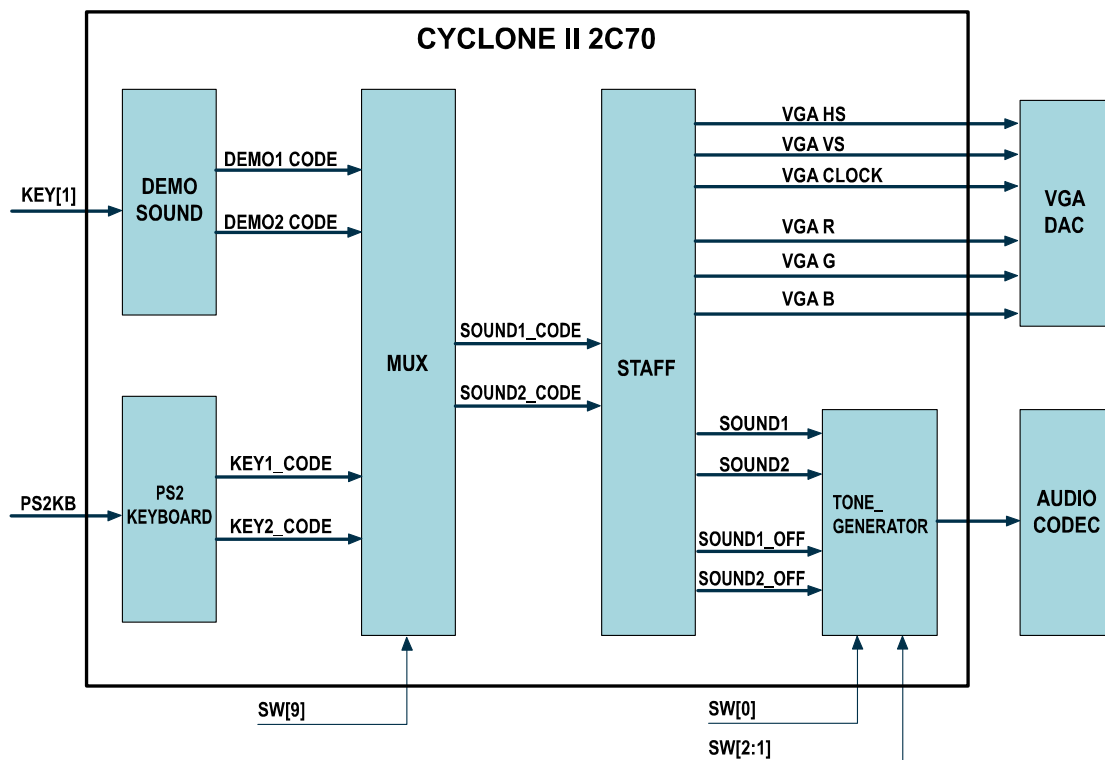 CYCLONE II 2C70
KEY[1]
DEMO
SOUND
DEMO1 CODE
DEMO2 CODE
PS2KB
PS2
KEYBOARD
KEY1_CODE
KEY2_CODE
MUX
SW[9]
SOUND1_CODE
SOUND2_CODE
STAFF
VGA HS
VGA VS
VGA CLOCK
VGA R
VGA G
VGA B
VGA
DAC
SOUND1
SOUND2
SOUND1_OFF
SOUND2_OFF
TONE_
GENERATOR
AUDIO
CODEC
SW[0]
SW[2:1]